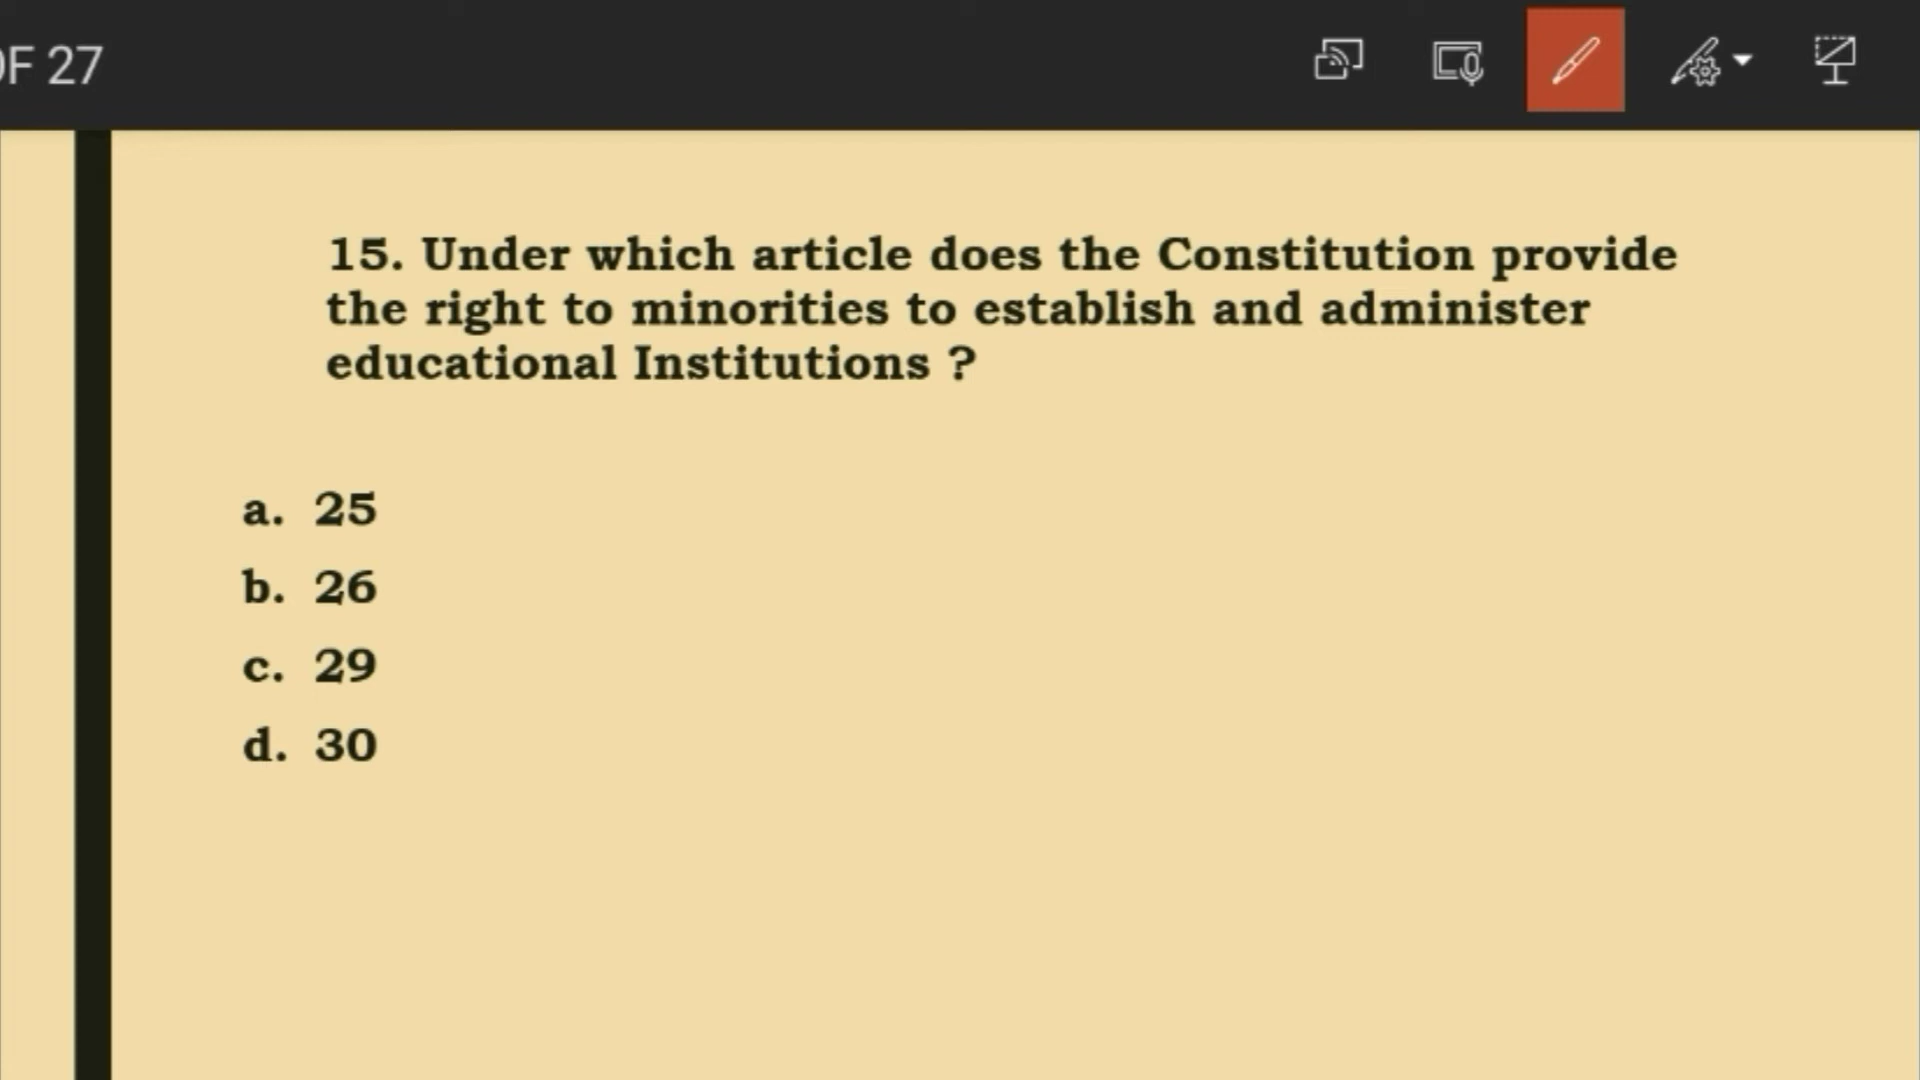 OF 27
15. Under which article does the Constitution provide
the right to minorities to establish and administer
educational Institutions ?
a. 25
b. 26
c. 29
d. 30